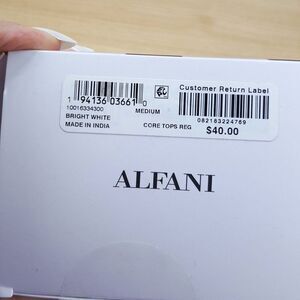 Customer Return Label
1 94136 03661 0
10016334300 MEDIUM
BRIGHT WHITE
MADE IN INDIA CORE TOPS REG
082183224769
$40.00
ALFANI